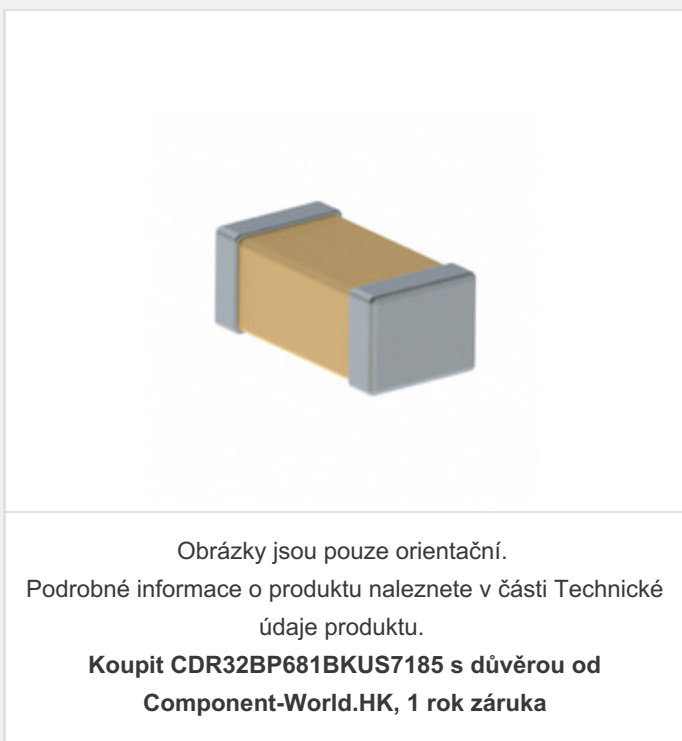 Obrázky jsou pouze orientační.
Podrobné informace o produktu naleznete v části Technické
údaje produktu.
Koupit CDR32BP681BKUS7185 s důvěrou od
Component-World.HK, 1 rok záruka